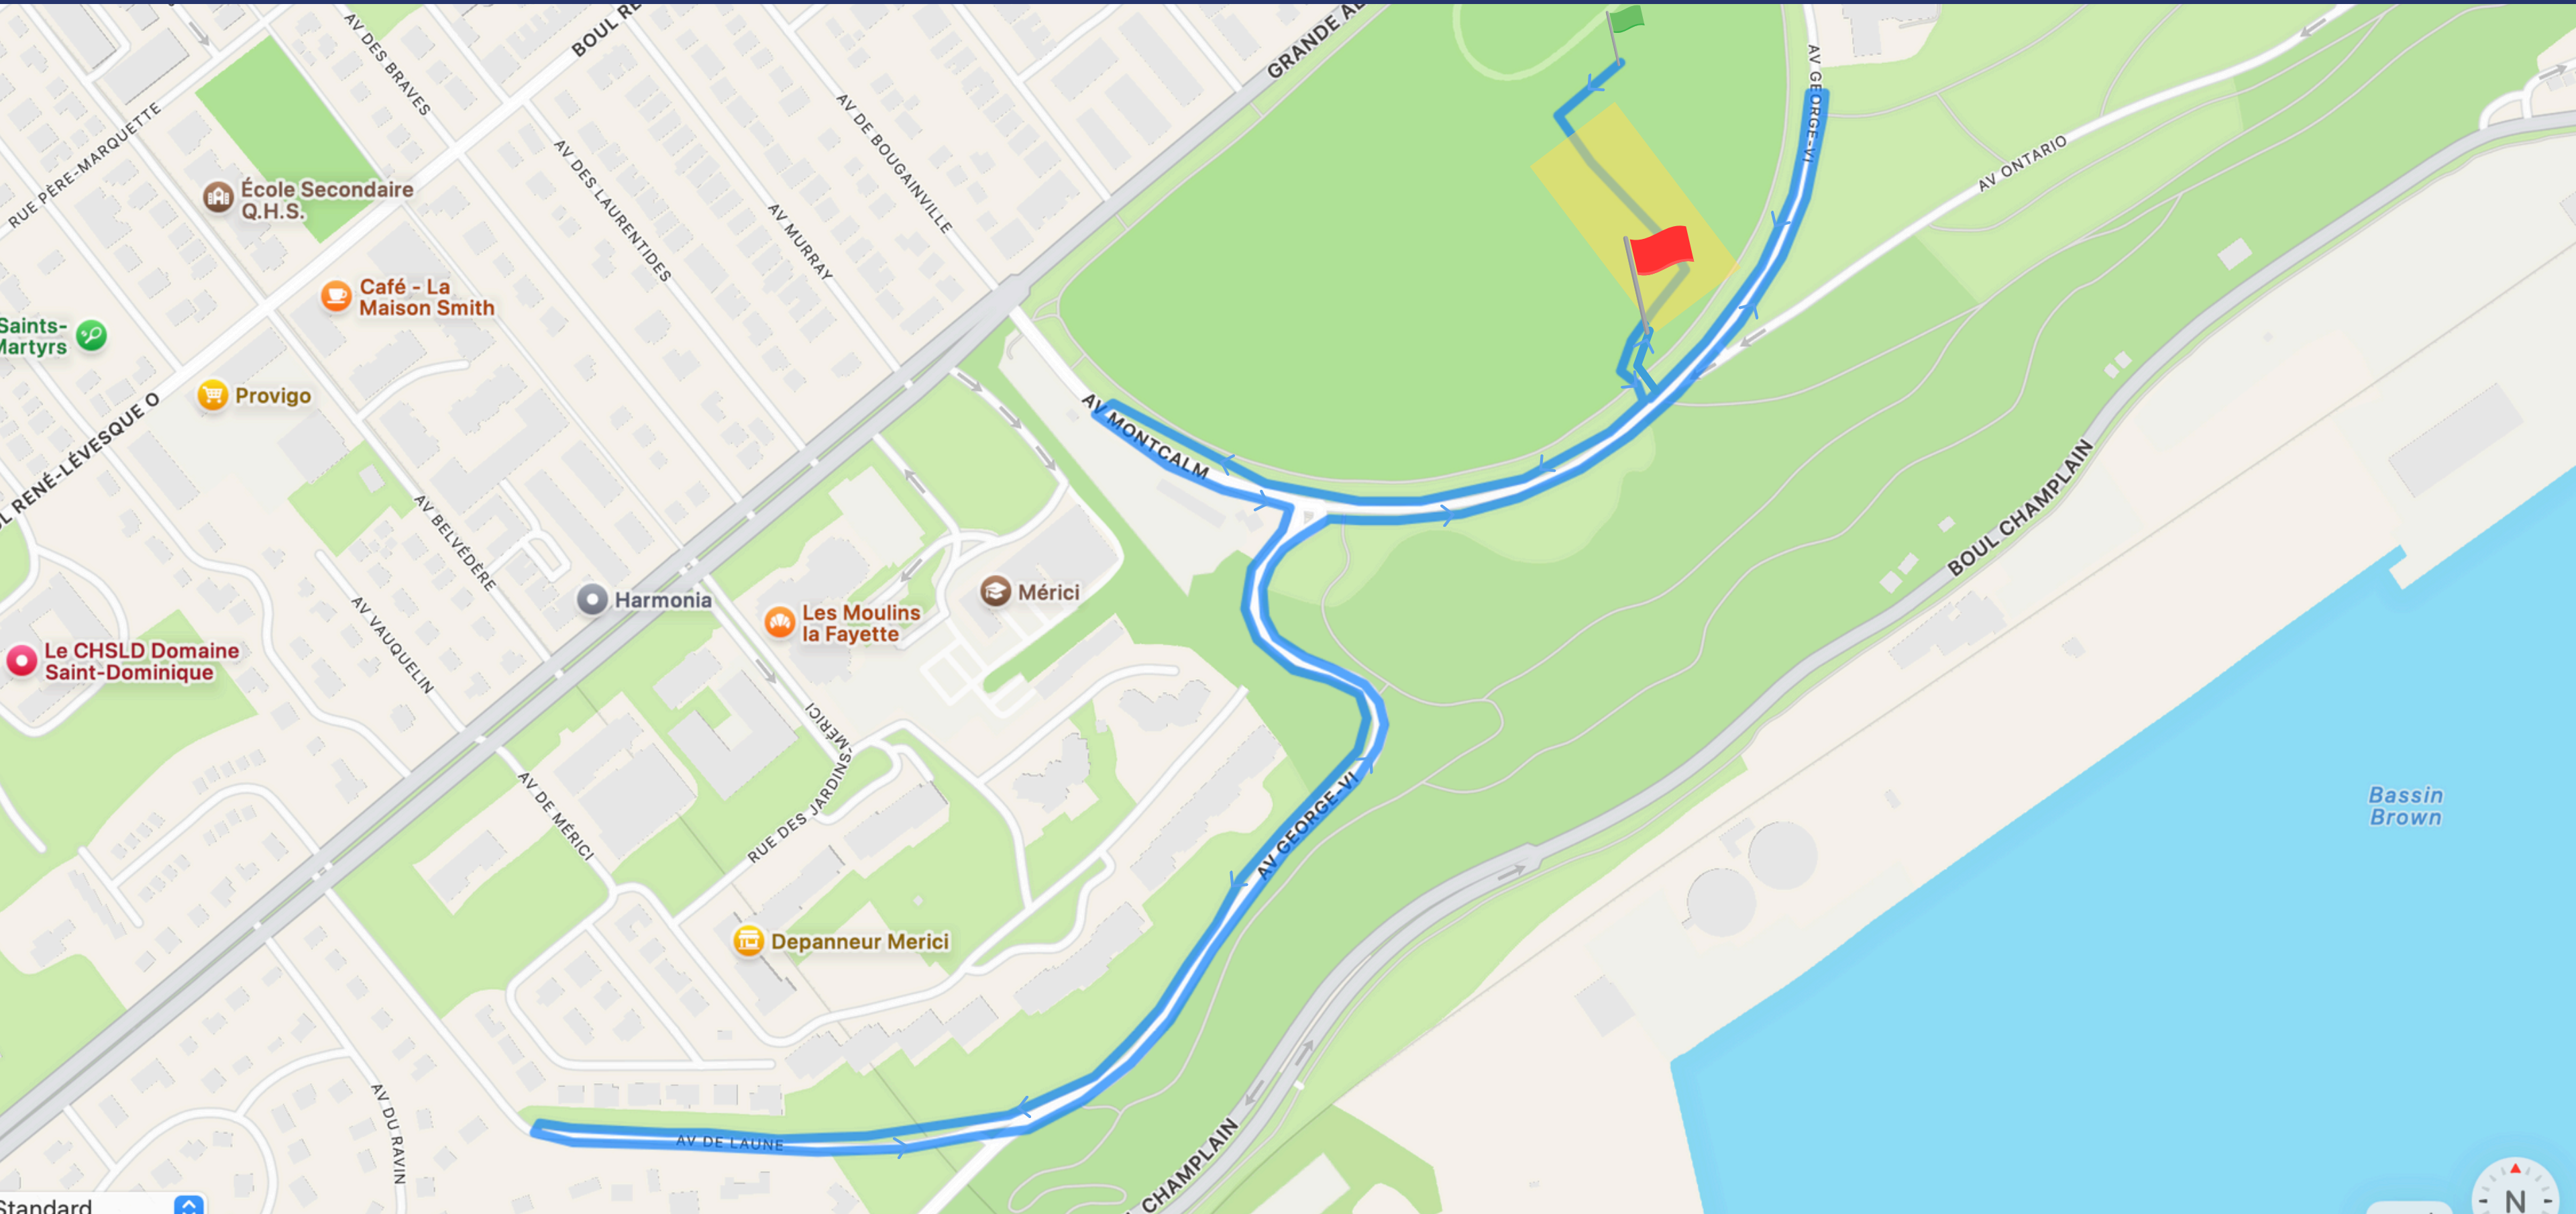 AV DES BRAVES
BOUL RE
GRANDE AL
AV GEORGE-VI
RUE PÈRE-MARQUETTE
AV DE BOUGAINVILLE
AV DES LAURENTIDES
AV ONTARIO
École Secondaire
Q.H.S.
AV MURRAY
Café - La
Maison Smith
Saints-
Martyrs
Provigo
L RENÉ-LÉVESQUE O
AV MONTCALM
BOUL CHAMPLAIN
AV BELVÉDÈRE
Harmonia
Mérici
Les Moulins
la Fayette
AV VAUQUELIN
Le CHSLD Domaine
Saint-Dominique
RUE DES JARDINS-MÉRICI
AV DE MÉRICI
AV GEORGE-VI
Bassin
Brown
Depanneur Merici
AV DE LAUNE
AV DU RAVIN
CHAMPLAIN
Standard
N